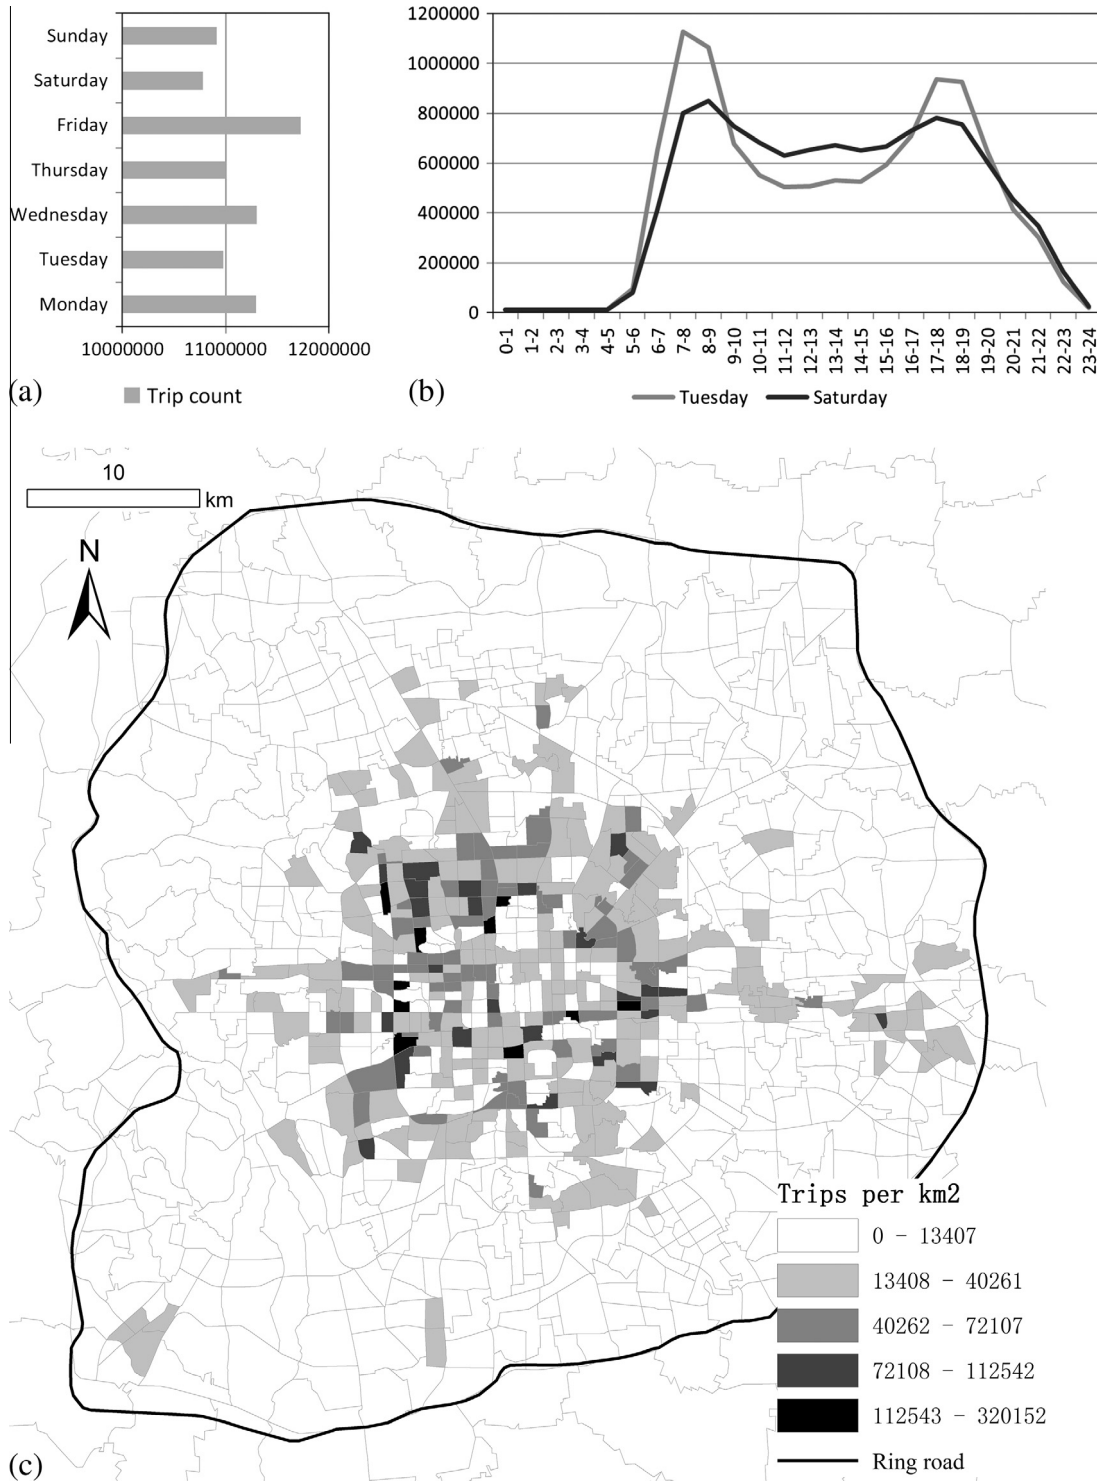 Sunday
Saturday
Friday
Thursday
Wednesday
Tuesday
Monday
10000000 11000000 12000000
(a)
Trip count
1200000
1000000
800000
600000
400000
200000
0
0-1
1-2
2-3
3-4
4-5
5-6
6-7
7-8
8-9
9-10
10-11
11-12
12-13
13-14
14-15
15-16
16-17
17-18
18-19
19-20
20-21
21-22
22-23
23-24
(b)
Tuesday Saturday
10
km
N
Trips per km2
0 - 13407
13408 - 40261
40262 - 72107
72108 - 112542
112543 - 320152
Ring road
(c)